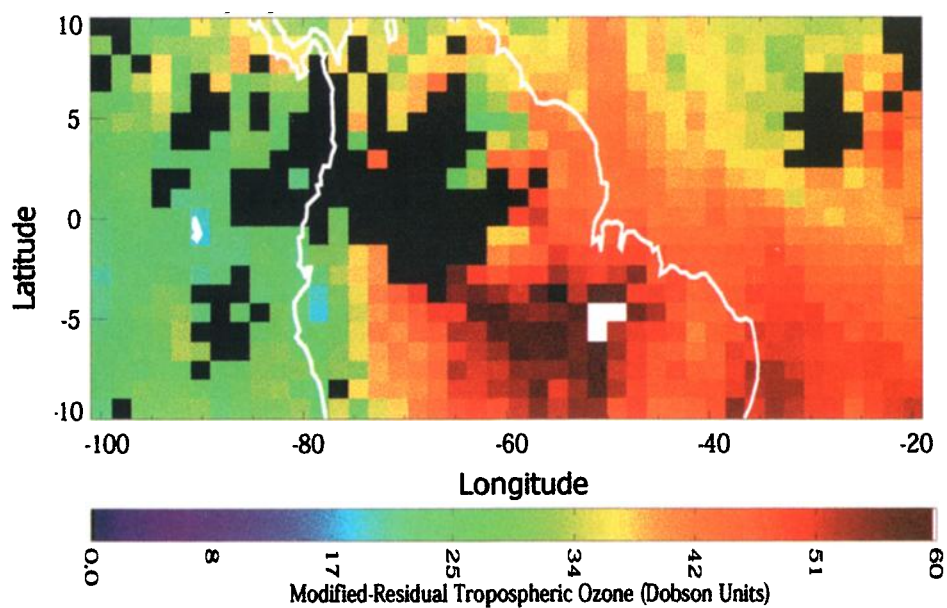 10
5
0
-5
-10
Latitude
-100 -80 -60 -40 -20
Longitude
0.0 8 17 25 34 42 51 60
Modified-Residual Tropospheric Ozone (Dobson Units)